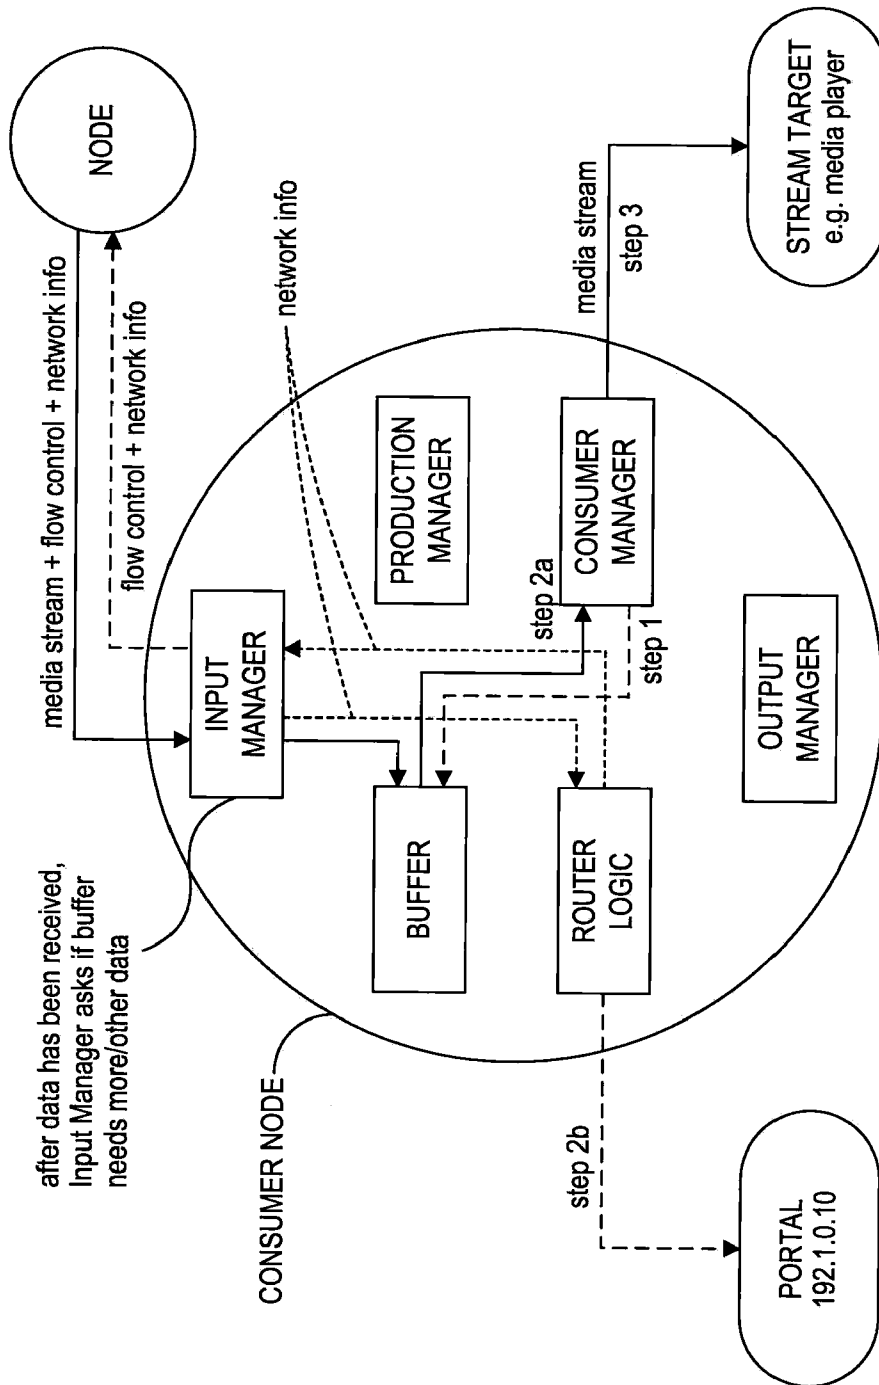 after data has been received,
Input Manager asks if buffer
needs more/other data
media stream + flow control + network info
flow control + network info
NODE
CONSUMER NODE
INPUT
MANAGER
network info
BUFFER
PRODUCTION
MANAGER
step 2a
step 1
ROUTER
LOGIC
CONSUMER
MANAGER
media stream
step 3
step 2b
OUTPUT
MANAGER
PORTAL
192.1.0.10
STREAM TARGET
e.g. media player